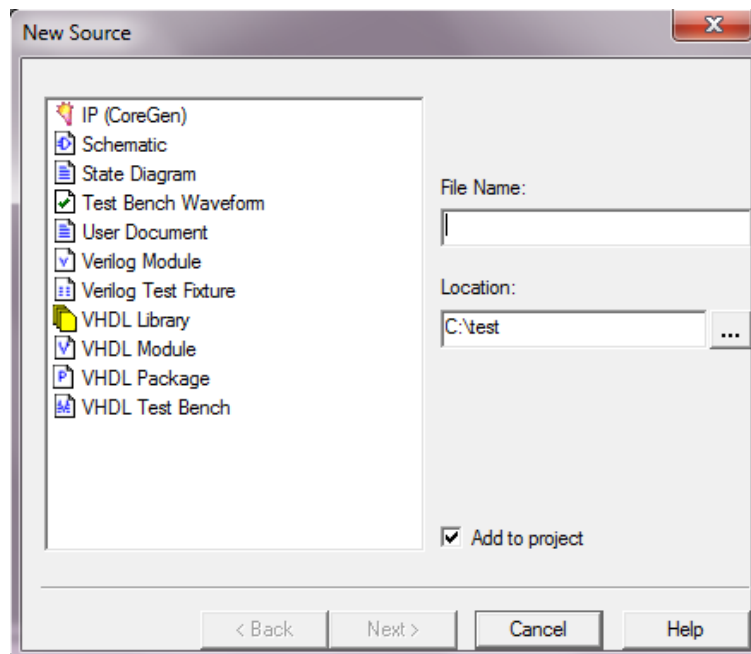 New Source
IP (CoreGen)
Schematic
State Diagram
Test Bench Waveform
User Document
Verilog Module
Verilog Test Fixture
VHDL Library
VHDL Module
VHDL Package
VHDL Test Bench
File Name:
Location:
C:\test
...
Add to project
< Back
Next >
Cancel
Help